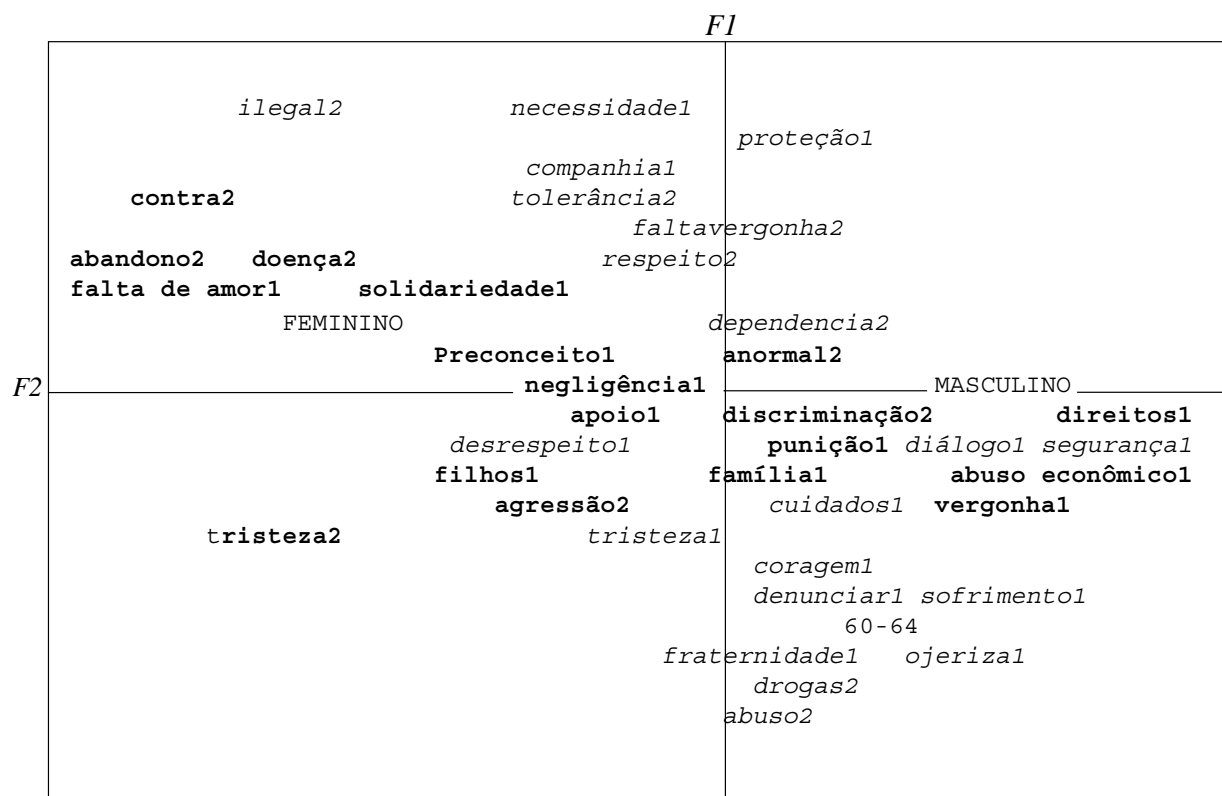 F1
ilegal2 necessidade1
proteção1
companhia1
contra2 tolerância2
faltavergonha2
abandono2 doença2 respeito2
falta de amor1 solidariedade1
FEMININO dependencia2
Preconceito1 anormal2
F2 negligência1 MASCULINO
apoio1 discriminação2 direitos1
desrespeito1 punição1 diálogo1 segurança1
filhos1 família1 abuso econômico1
agressão2 cuidados1 vergonha1
tristeza2 tristeza1
coragem1
denunciar1 sofrimento1
60-64
fraternidade1 ojeriza1
drogas2
abuso2